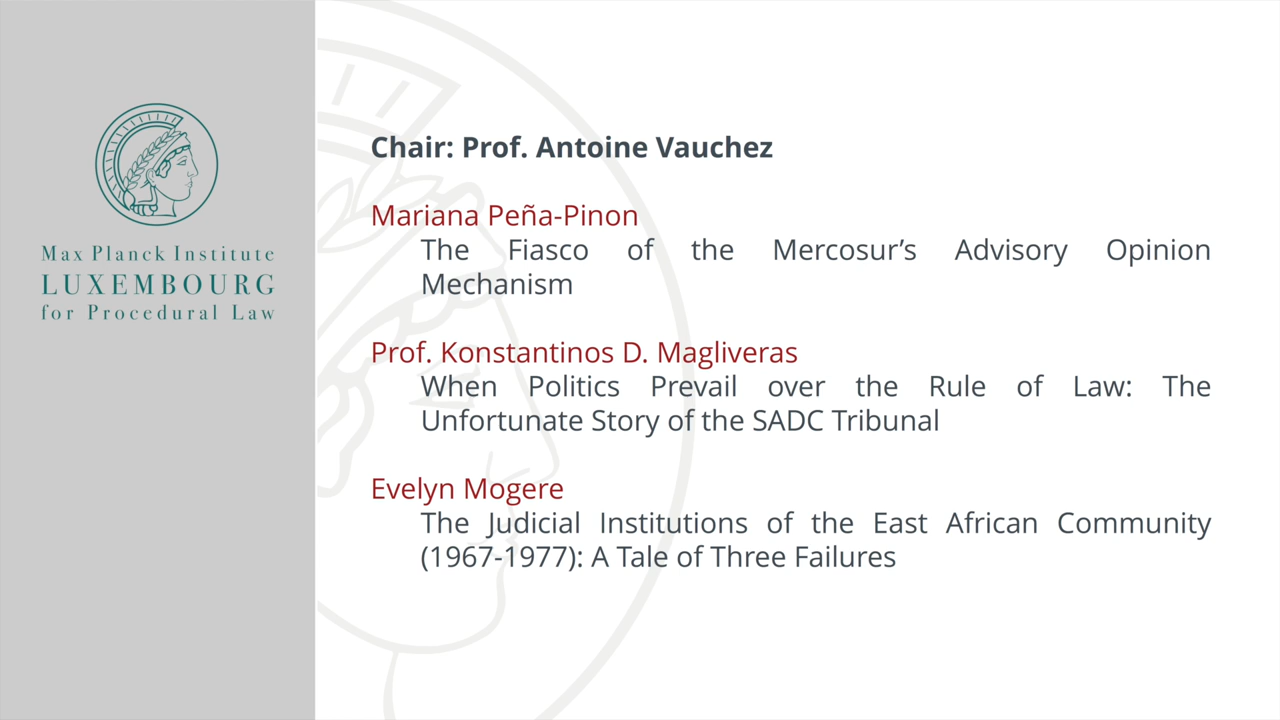 Max Planck Institute
LUXEMBOURG
for Procedural Law
Chair: Prof. Antoine Vauchez
Mariana Peña-Pinon
The Fiasco of the Mercosur’s Advisory Opinion
Mechanism
Prof. Konstantinos D. Magliveras
When Politics Prevail over the Rule of Law: The
Unfortunate Story of the SADC Tribunal
Evelyn Mogere
The Judicial Institutions of the East African Community
(1967-1977): A Tale of Three Failures